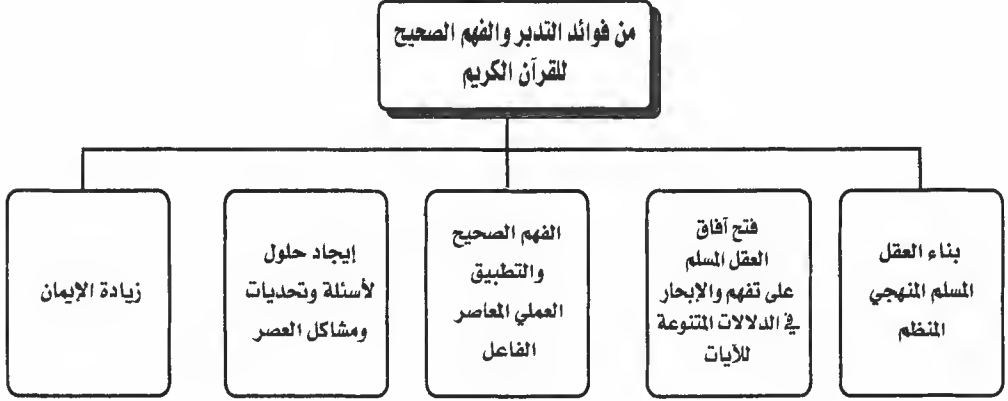 من فوائد التدبر والفهم الصحيح
للقرآن الكريم
بناء العقل
المسلم المنهجي
المنظم
فتح آفاق
العقل المسلم
على تفهم والإبحار
في الدلالات المتنوعة
للآيات
الفهم الصحيح
والتطبيق
العملي المعاصر
الفاعل
إيجاد حلول
لأسئلة وتحديات
ومشاكل العصر
زيادة الإيمان